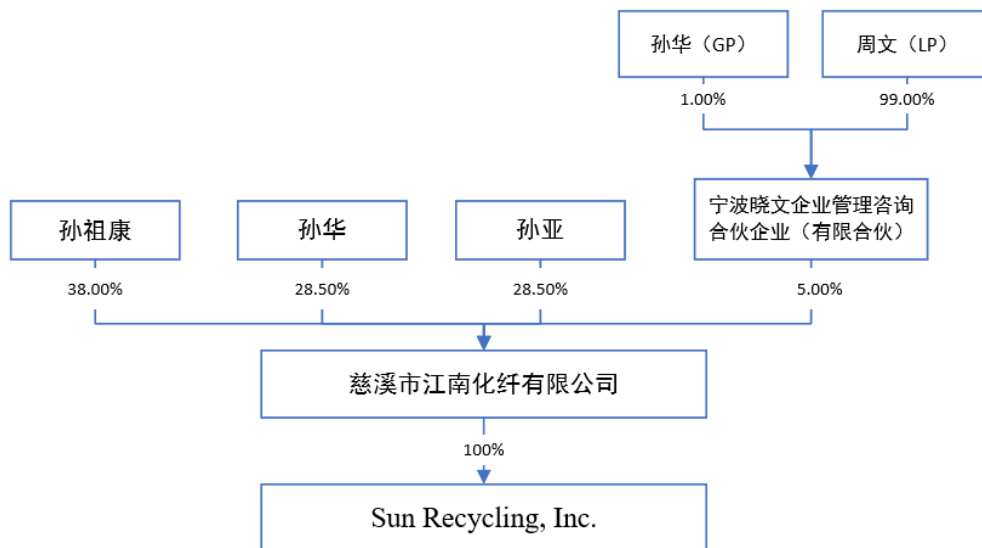 孙华（GP）
周文（LP）
1.00%
99.00%
孙祖康
孙华
孙亚
宁波晓文企业管理咨询
合伙企业（有限合伙）
38.00%
28.50%
28.50%
5.00%
慈溪市江南化纤有限公司
100%
Sun Recycling, Inc.